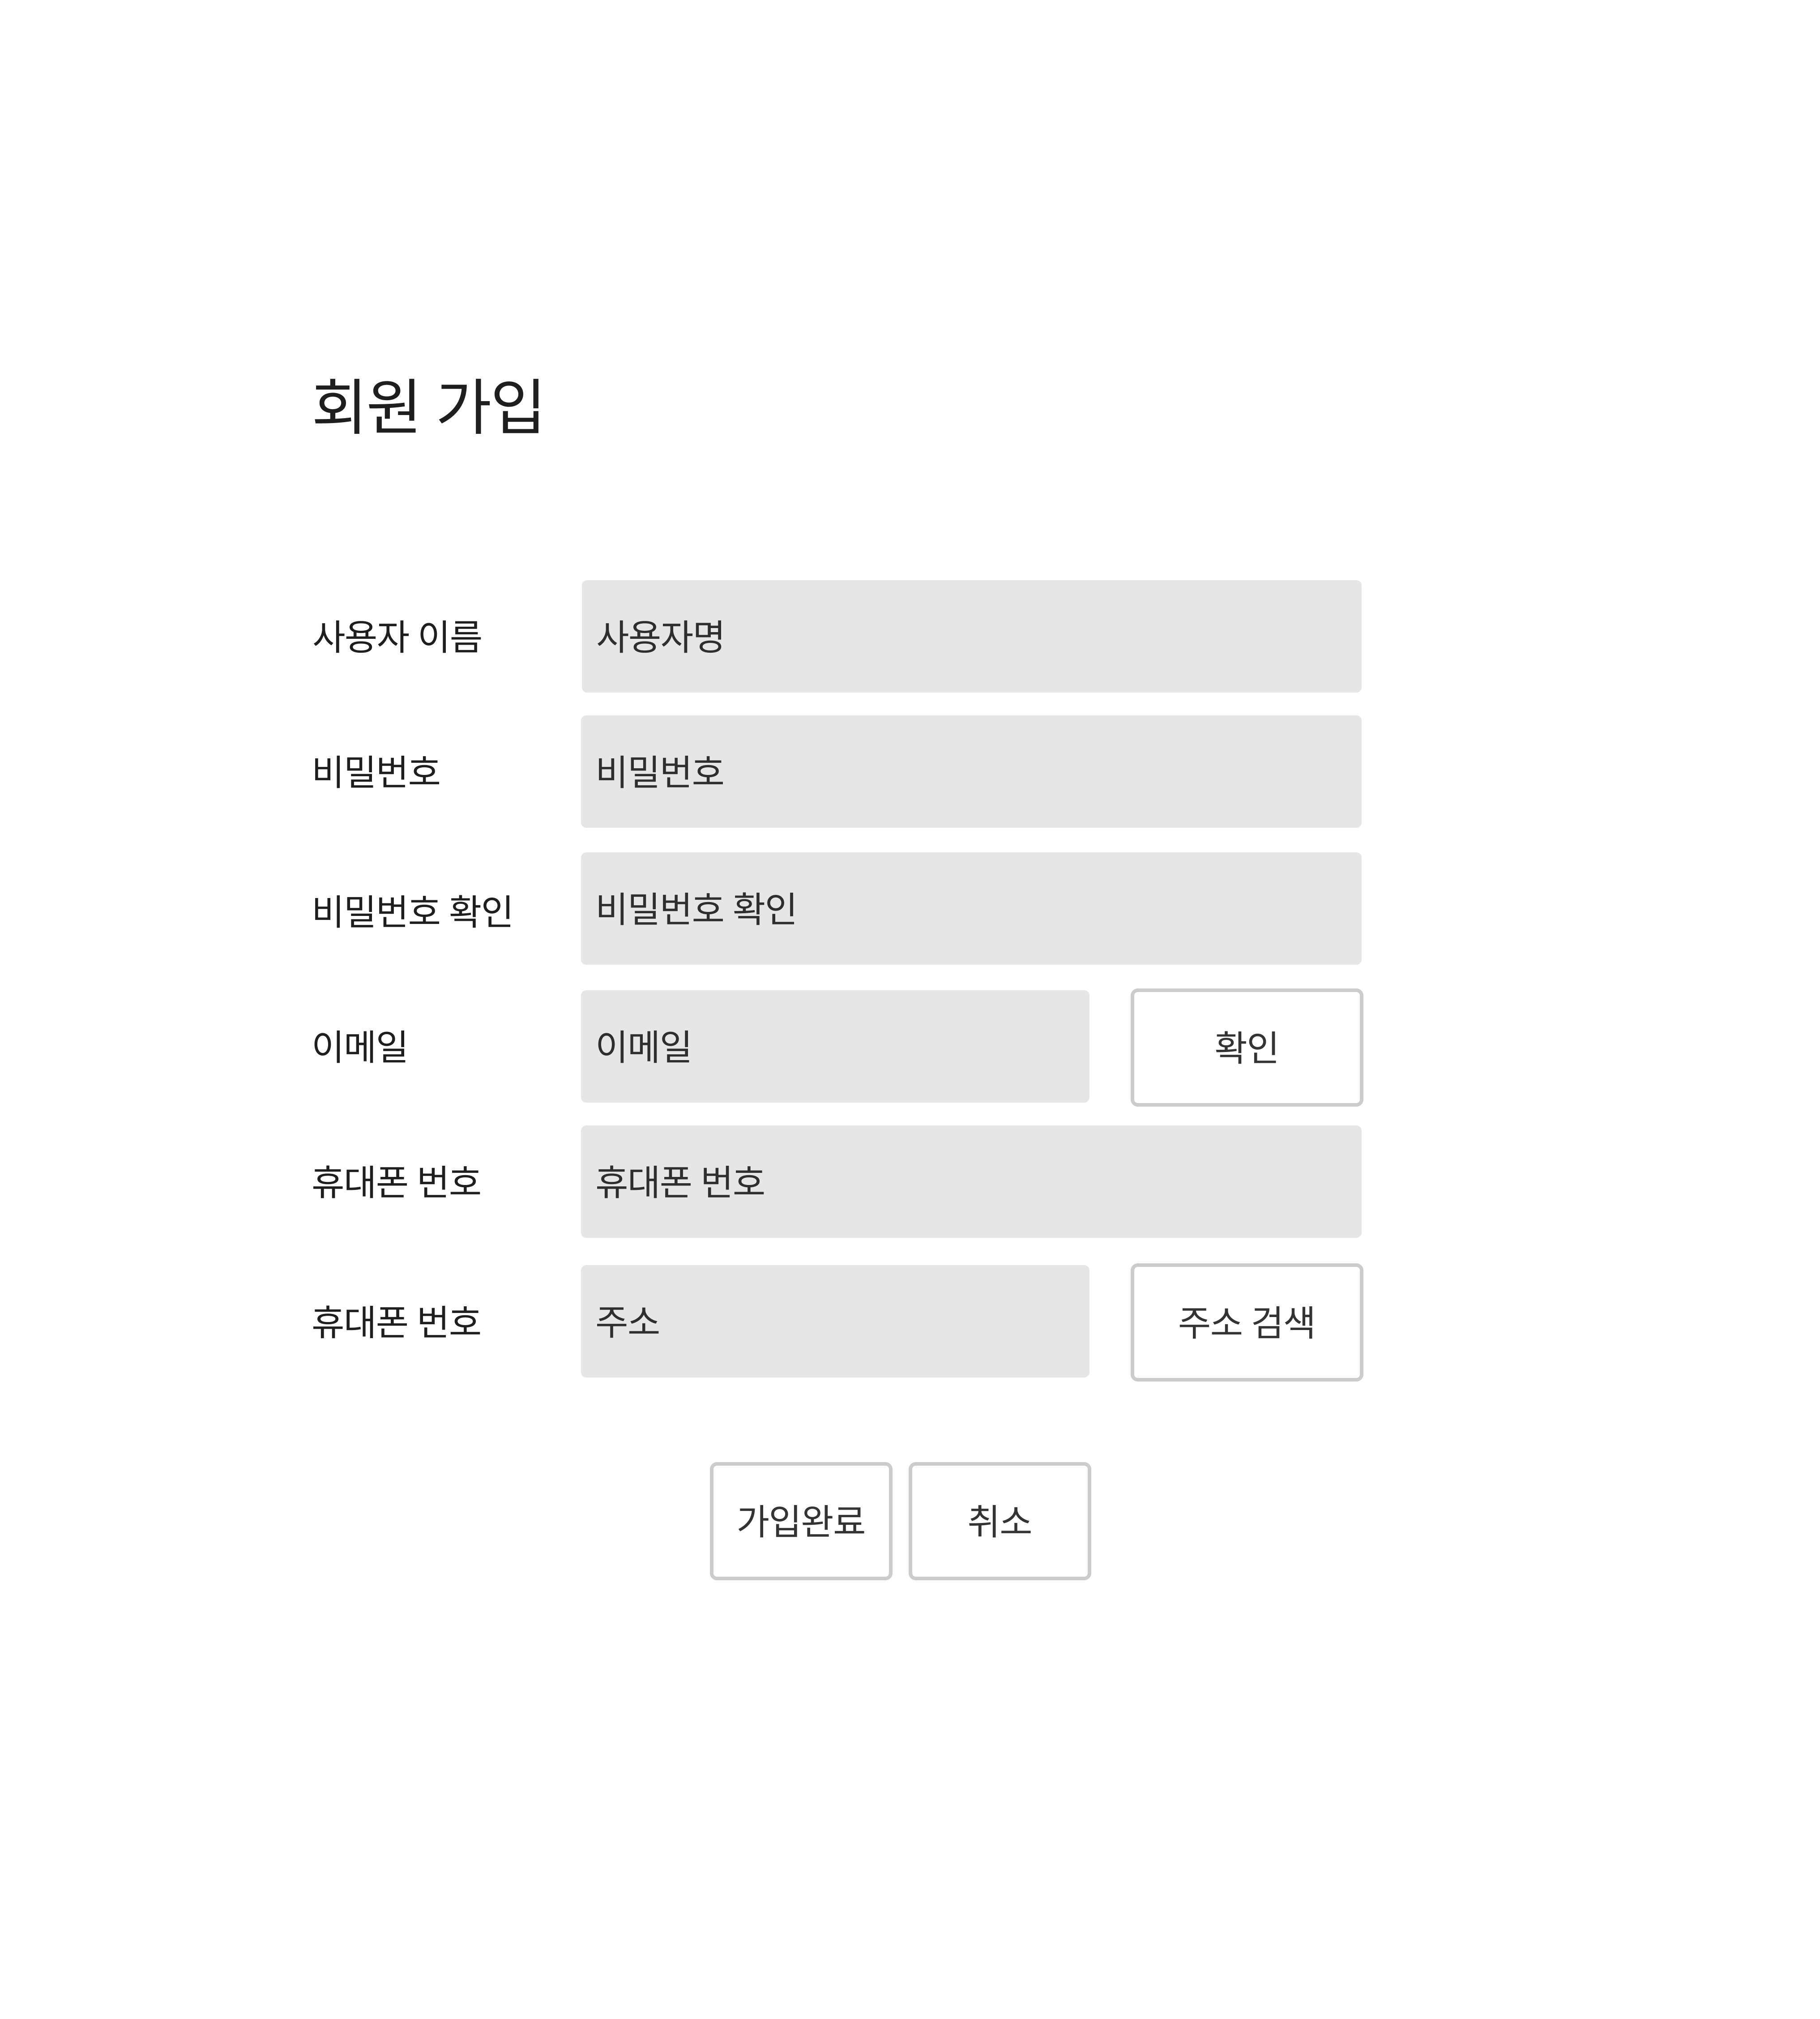 회원 가입
사용자 이름 사용자명
비밀번호 비밀번호
비밀번호 확인 비밀번호 확인
이메일 이메일 확인
휴대폰 번호 휴대폰 번호
휴대폰 번호 주소 주소 검색
가입완료 취소